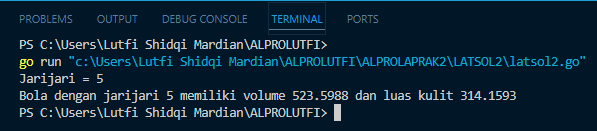 PROBLEMS OUTPUT DEBUG CONSOLE TERMINAL PORTS
PS C:\Users\Lutfi Shidqi Mardian\ALPROLUTFI>
go run "c:\Users\Lutfi Shidqi Mardian\ALPROLUTFI\ALPROLAPRAK2\LATSOL2\latsol2.go"
Jarijari = 5
Bola dengan jarijari 5 memiliki volume 523.5988 dan luas kulit 314.1593
PS C:\Users\Lutfi Shidqi Mardian\ALPROLUTFI>